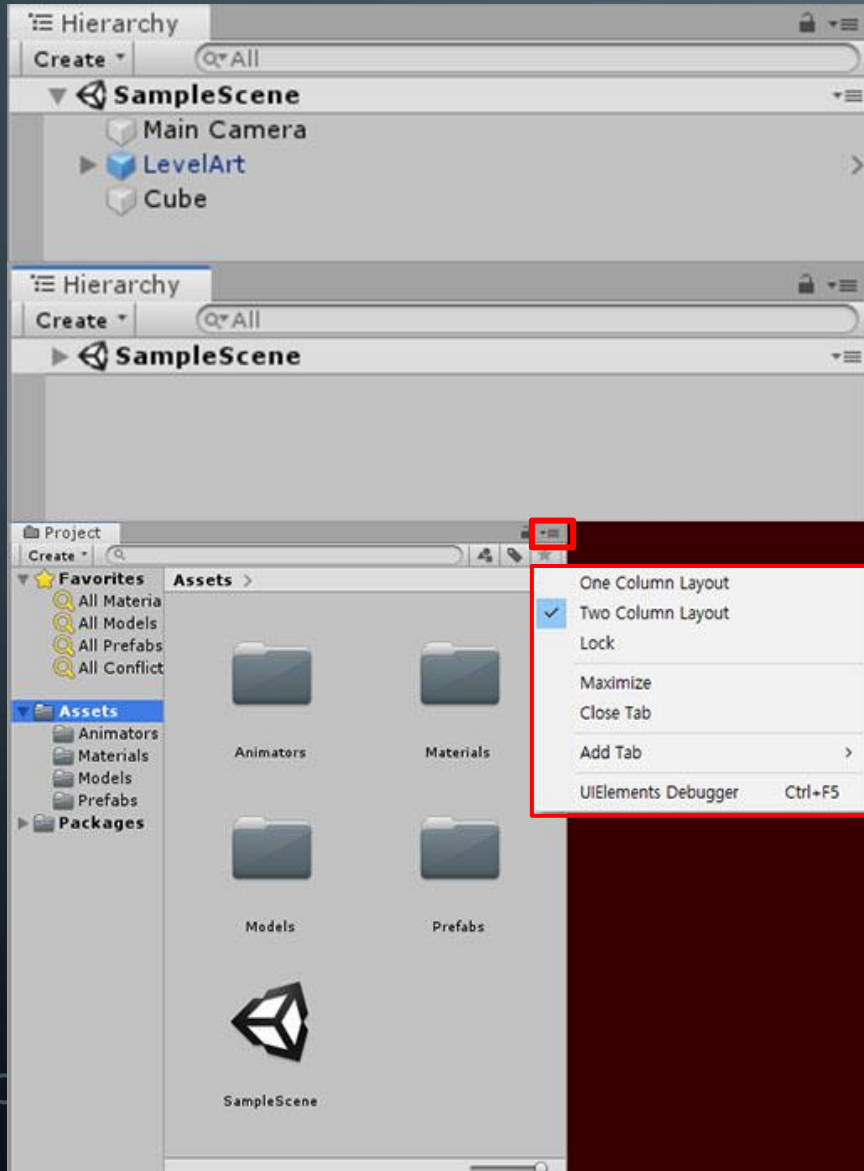 Hierarchy
Create
All
SampleScene
Main Camera
LevelArt
Cube
Hierarchy
Create
All
SampleScene
Project
Create
Favorites
All Materia
All Models
All Prefabs
All Conflict
Assets
Animators
Materials
Models
Prefabs
Packages
Assets >
Animators
Materials
Models
Prefabs
SampleScene
One Column Layout
Two Column Layout
Lock
Maximize
Close Tab
Add Tab >
UIElements Debugger Ctrl+F5